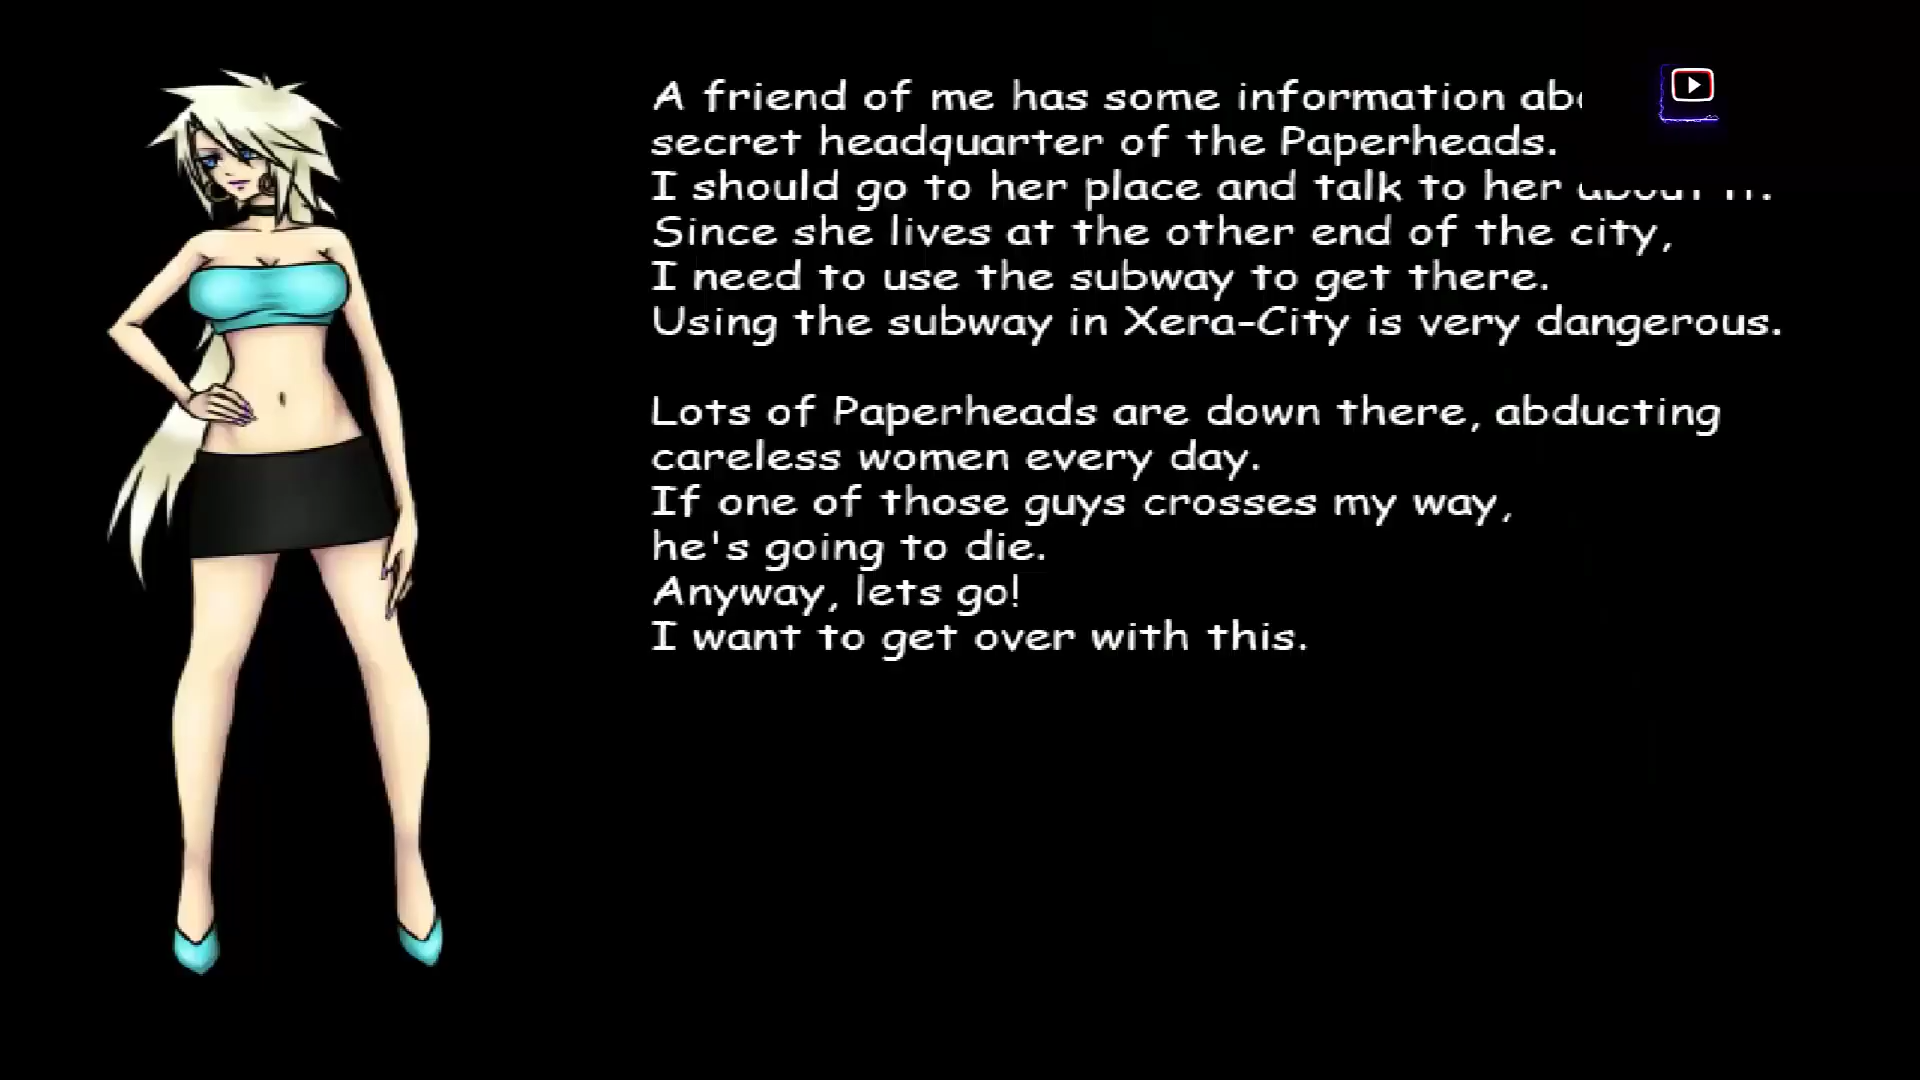 A friend of me has some information
secret headquarter of the Paperheads.
I should go to her place and talk to her about it.
Since she lives at the other end of the city,
I need to use the subway to get there.
Using the subway in Xera-City is very dangerous.
Lots of Paperheads are down there, abducting
careless women every day.
If one of those guys crosses my way,
he's going to die.
Anyway, lets go!
I want to get over with this.